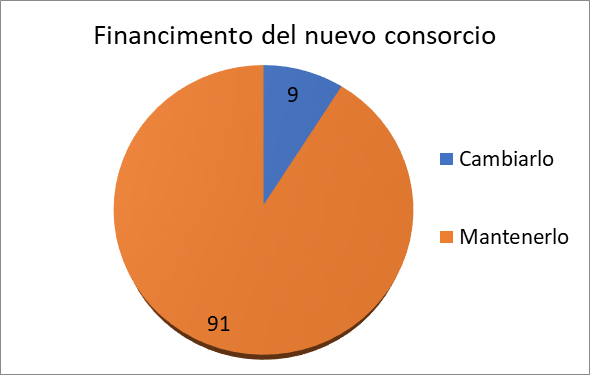 Financimento del nuevo consorcio
9
Cambiarlo
Mantenerlo
91